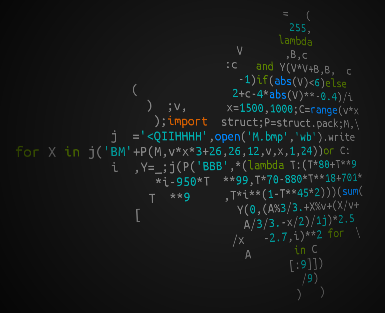 =   (
255,
lambda
V       ,B,c
:c   and Y(V*V+B,B,  c
-1)if(abs(V)<6)else
(              2+c-4*abs(V)**-0.4)/i
)  ;v,      x=1500,1000;C=range(v*x
);import  struct;P=struct.pack;M,\
j  ='<QIIHHHH',open('M.bmp','wb').write
for X in j('BM'+P(M,v*x*3+26,26,12,v,x,1,24))or C:
i  ,Y=_;j(P('BBB',*(lambda T:(T*80+T**9
*i-950*T  **99,T*70-880*T**18+701*
T  **9     ,T*i**(1-T**45*2)))(sum(
[           Y(0,(A%3/3.+X%v+(X/v+
A/3/3.-x/2)/1j)*2.5
/x   -2.7,i)**2 for  \
A       in C
[:9]])
/9)
)   )